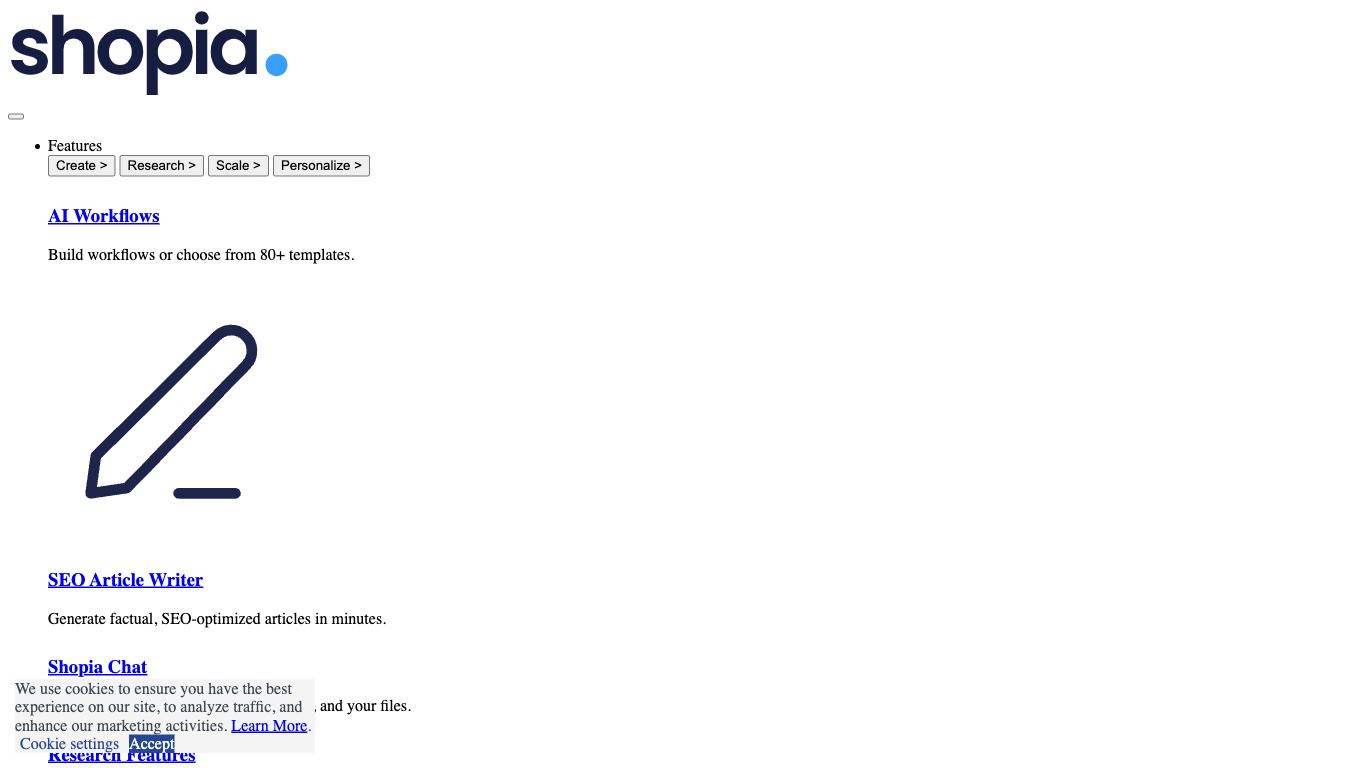 shopia.
Features
Create > Research > Scale > Personalize >
AI Workflows
Build workflows or choose from 80+ templates.
SEO Article Writer
Generate factual, SEO-optimized articles in minutes.
Shopia Chat
, and your files.
We use cookies to ensure you have the best
experience on our site, to analyze traffic, and
enhance our marketing activities. Learn More.
Cookie settings Accept
Research Features